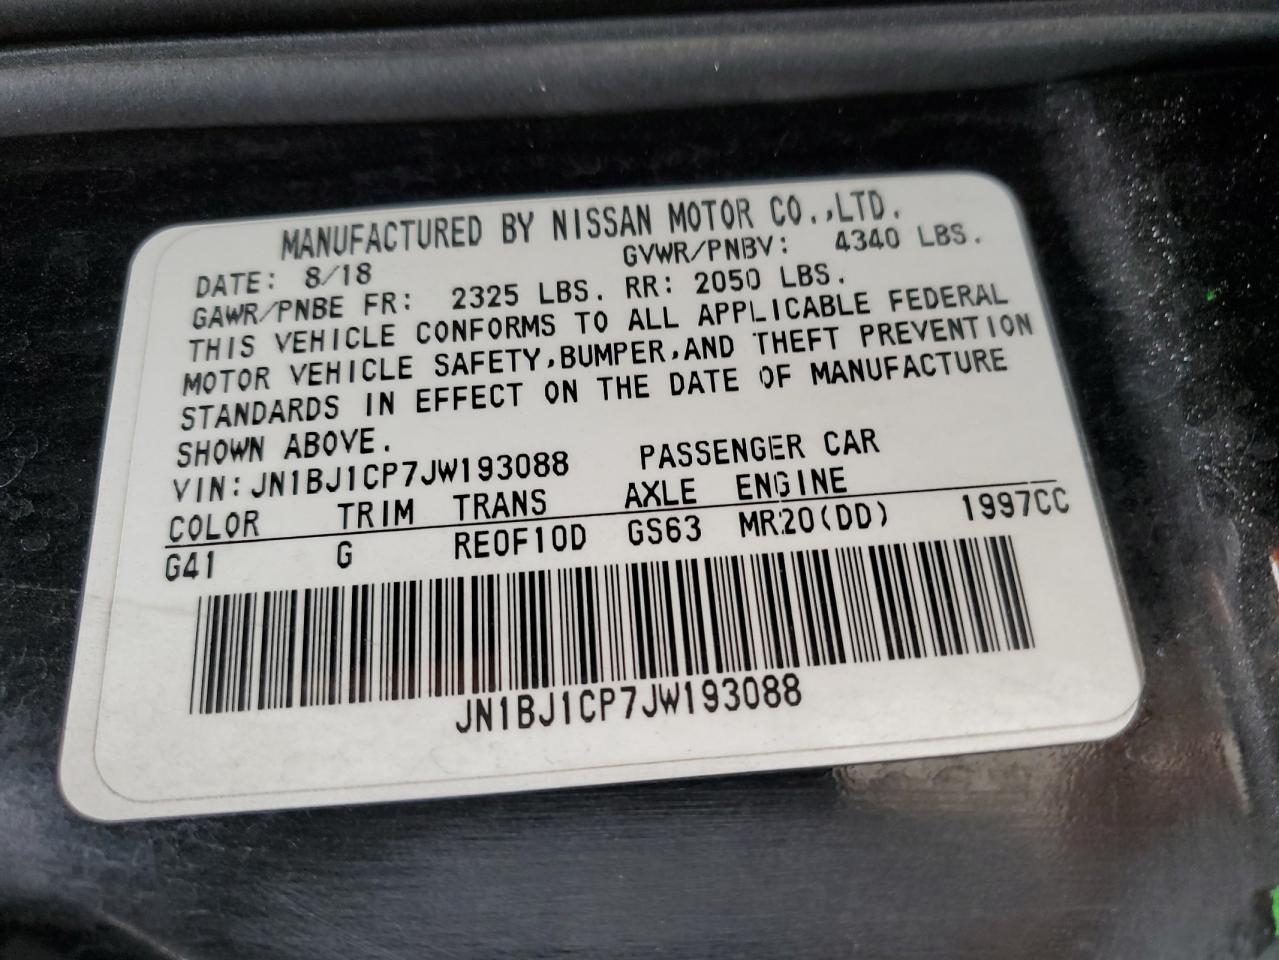 MANUFACTURED BY NISSAN MOTOR CO.,LTD.
DATE: 8/18 GVWR/PNBV: 4340 LBS.
GAWR/PNBE FR: 2325 LBS. RR: 2050 LBS.
THIS VEHICLE CONFORMS TO ALL APPLICABLE FEDERAL
MOTOR VEHICLE SAFETY,BUMPER,AND THEFT PREVENTION
STANDARDS IN EFFECT ON THE DATE OF MANUFACTURE
SHOWN ABOVE.
VIN:JN1BJ1CP7JW193088 PASSENGER CAR
COLOR TRIM TRANS AXLE ENGINE
G41 G RE0F10D GS63 MR20(DD) 1997CC
JN1BJ1CP7JW193088